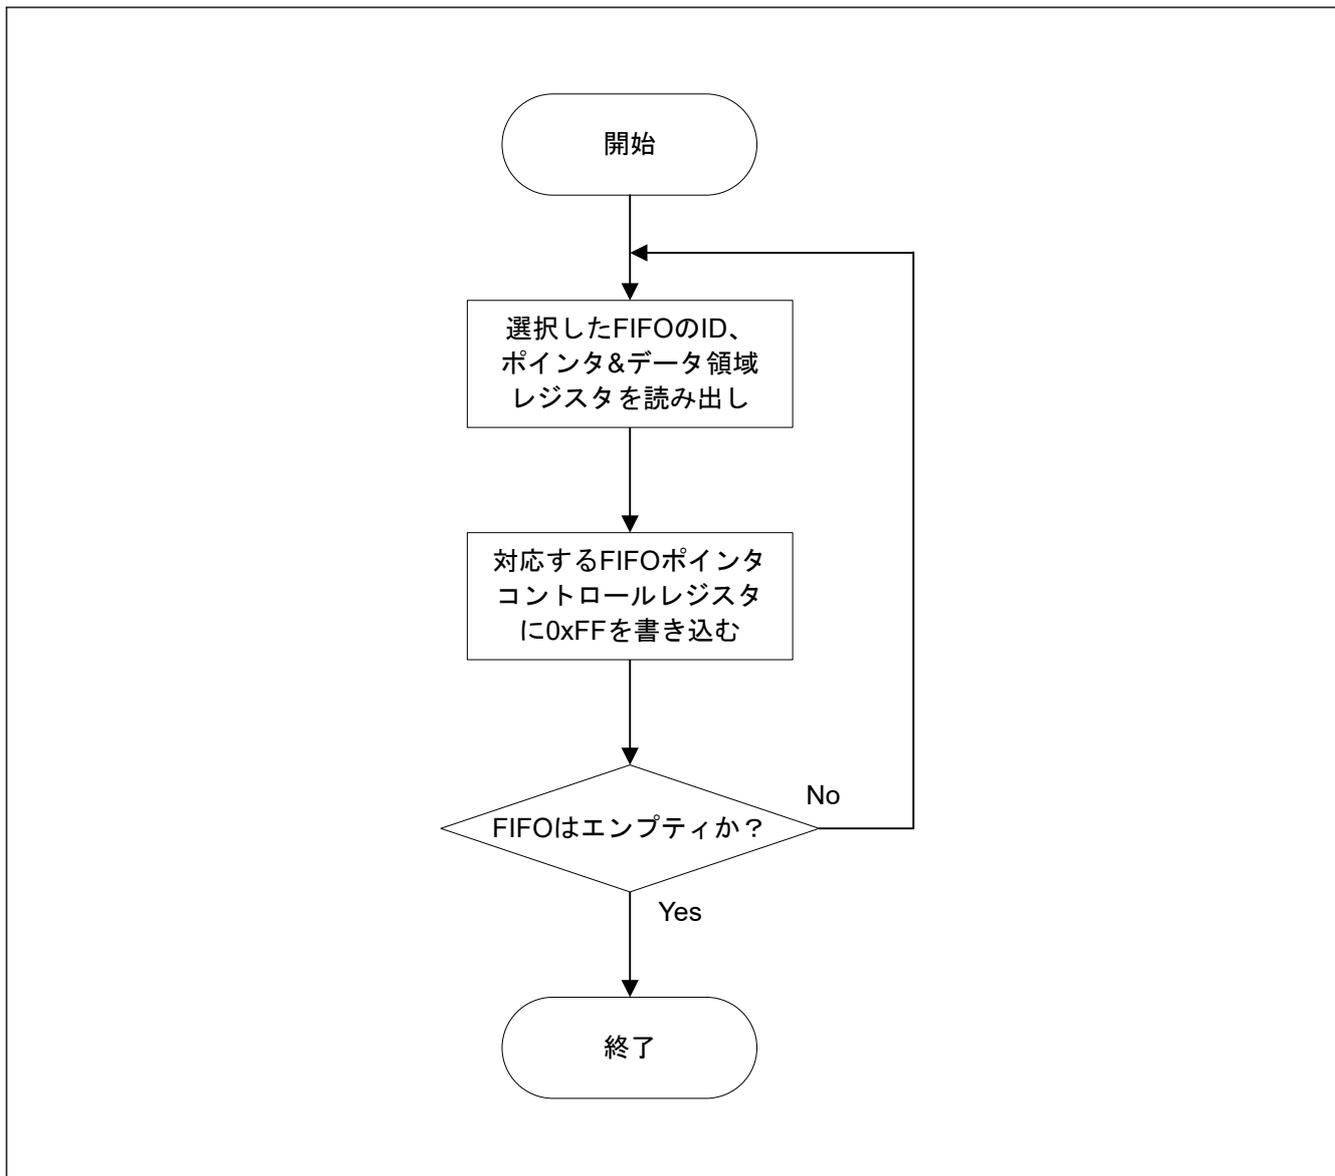 開始
選択したFIFOのID、
ポインタ&データ領域
レジスタを読み出し
対応するFIFOポインタ
コントロールレジスタ
に0xFFを書き込む
No
FIFOはエンプティか？
Yes
終了